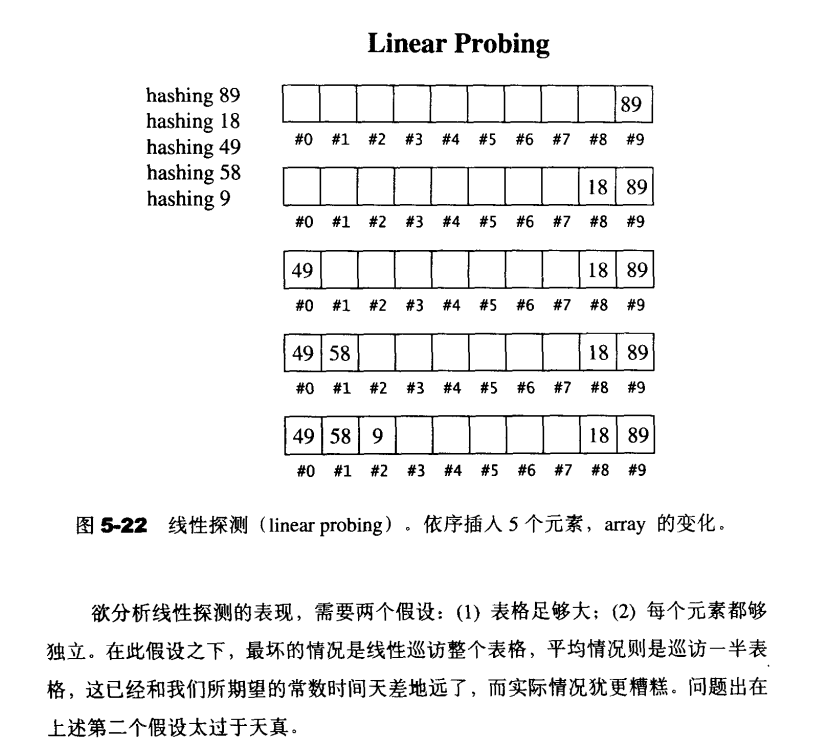 Linear Probing
hashing 89
hashing 18
hashing 49
hashing 58
hashing 9
89
#0 #1 #2 #3 #4 #5 #6 #7 #8 #9
18 89
#0 #1 #2 #3 #4 #5 #6 #7 #8 #9
49 18 89
#0 #1 #2 #3 #4 #5 #6 #7 #8 #9
49 58 18 89
#0 #1 #2 #3 #4 #5 #6 #7 #8 #9
49 58 9 18 89
#0 #1 #2 #3 #4 #5 #6 #7 #8 #9
图 5-22 线性探测（linear probing）。依序插入 5 个元素，array 的变化。
欲分析线性探测的表现，需要两个假设：(1) 表格足够大；(2) 每个元素都够
独立。在此假设之下，最坏的情况是线性巡访整个表格，平均情况则是巡访一半表
格，这已经和我们所期望的常数时间天差地远了，而实际情况犹更糟糕。问题出在
上述第二个假设太过于天真。